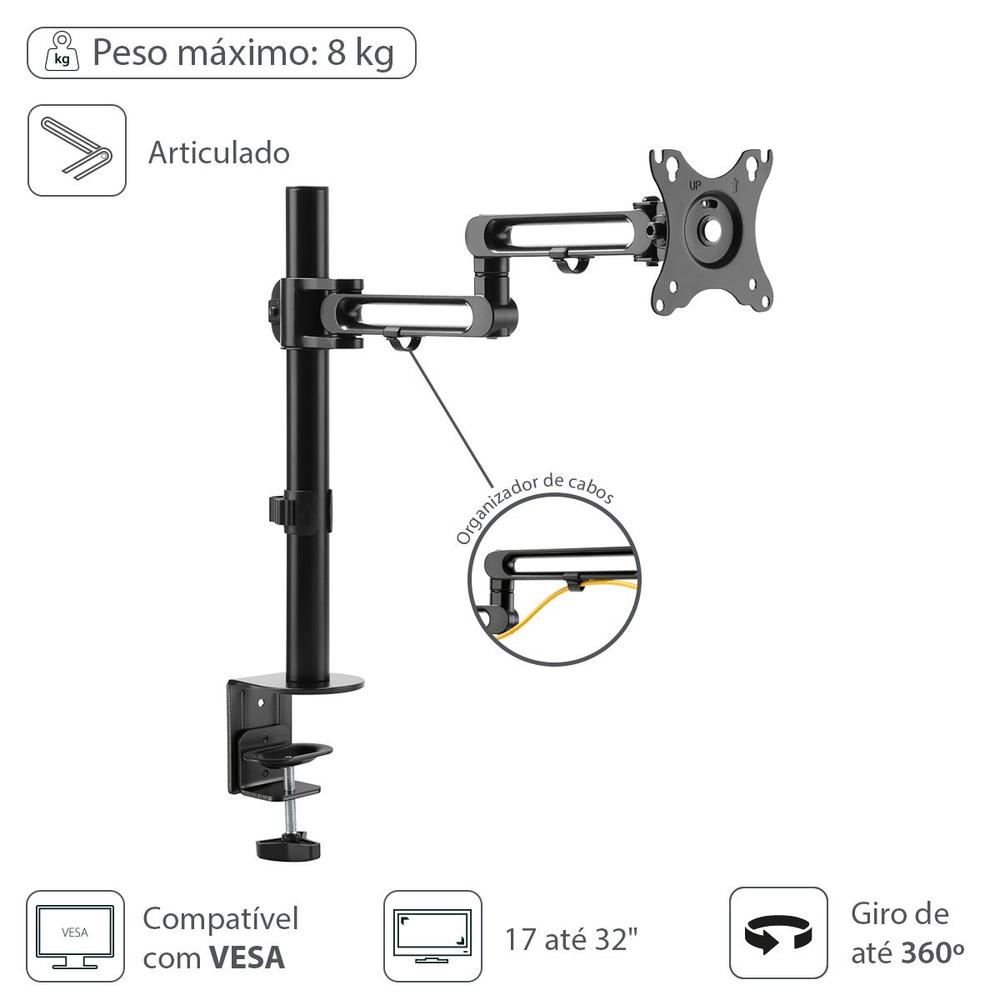 kg
Peso máximo: 8 kg
Articulado
UP
Organizador de cabos
VESA
Compatível
com VESA
17 até 32"
Giro de
até 360º